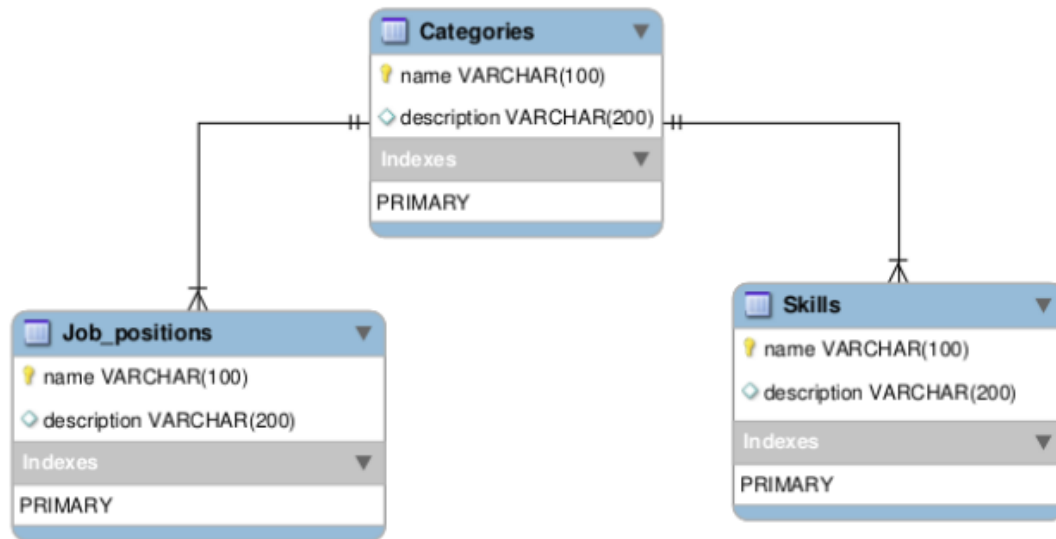 Categories
name VARCHAR(100)
description VARCHAR(200)
Indexes
PRIMARY
Job_positions
name VARCHAR(100)
description VARCHAR(200)
Indexes
PRIMARY
Skills
name VARCHAR(100)
description VARCHAR(200)
Indexes
PRIMARY